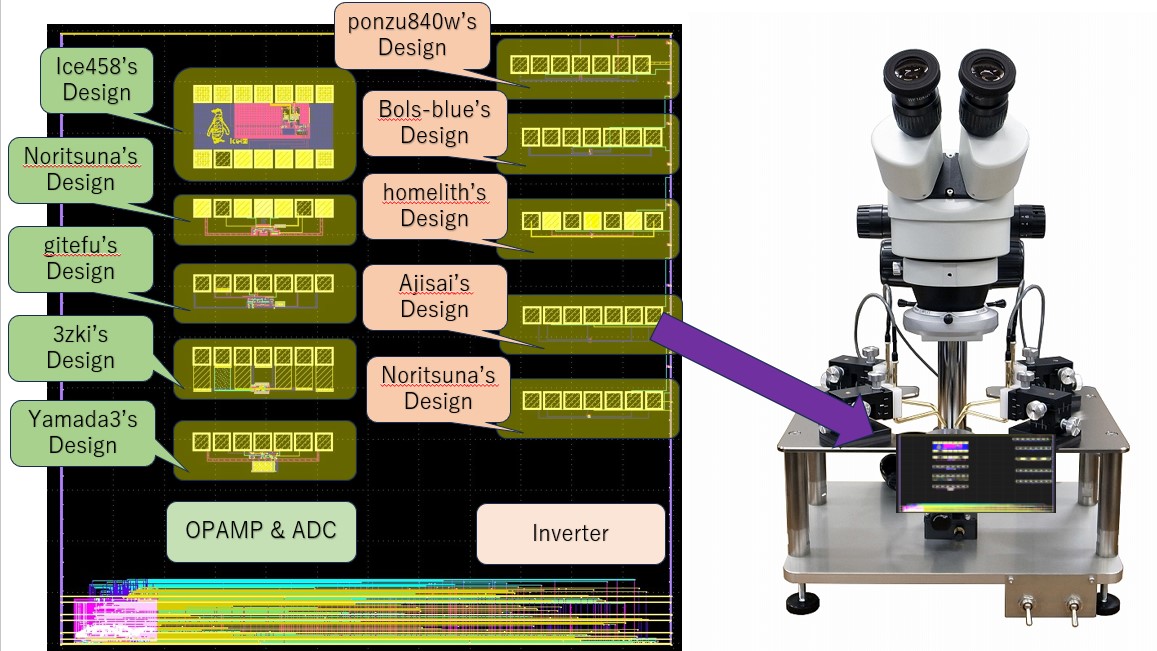 Ice458’s
Design
Noritsuna’s
Design
gitefu’s
Design
3zki’s
Design
Yamada3’s
Design
OPAMP & ADC
ponzu840w’s
Design
Bols-blue’s
Design
homelith’s
Design
Ajisai’s
Design
Noritsuna’s
Design
Inverter